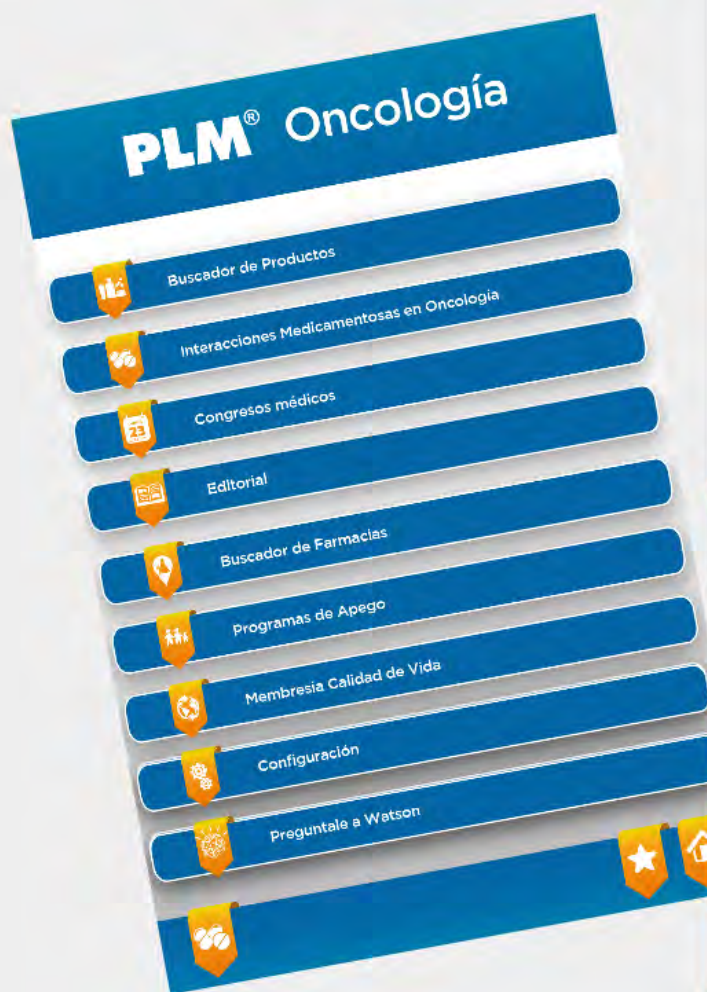 PLM® Oncología
Buscador de Productos
Interacciones Medicamentosas en Oncología
Congresos médicos
23
Editorial
Buscador de Farmacias
Programas de Apego
Membresía Calidad de Vida
Configuración
Preguntale a Watson